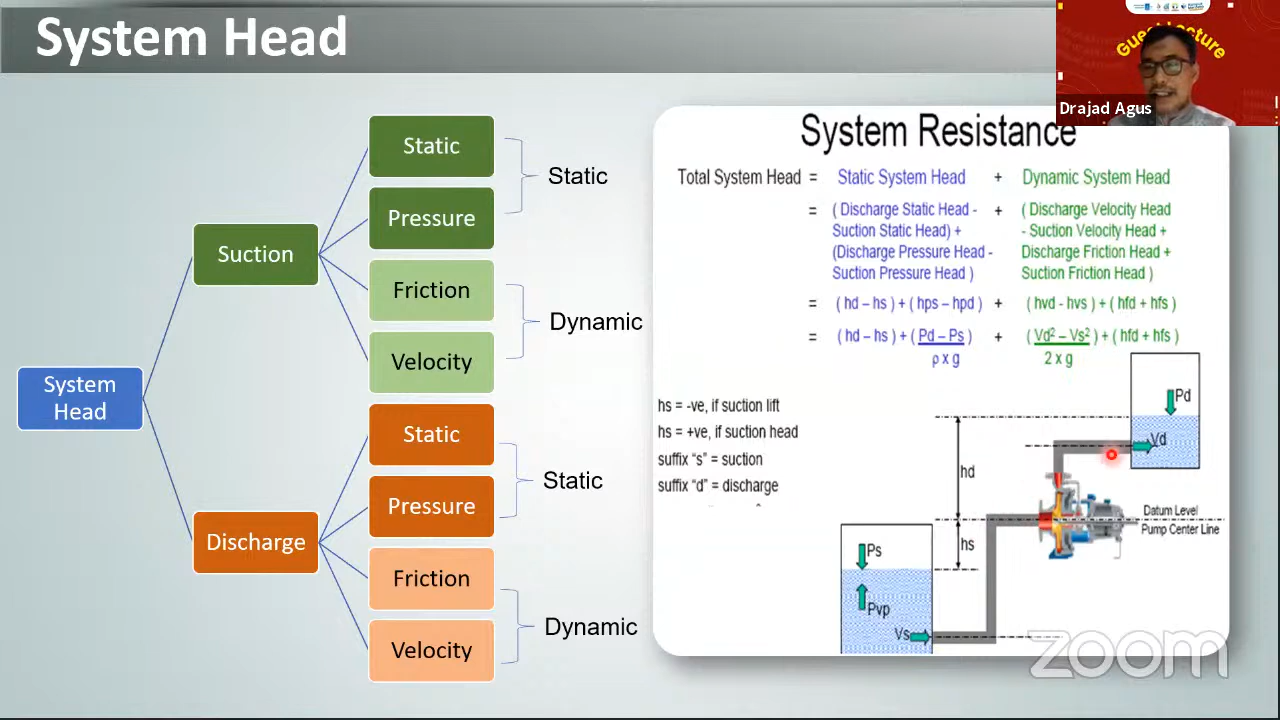 System Head
Guest Lecture
Drajad Agus
System
Head
Suction
Discharge
Static
Pressure
Friction
Velocity
Static
Pressure
Friction
Velocity
Static
Dynamic
Static
Dynamic
System Resistance
Total System Head = Static System Head + Dynamic System Head
= ( Discharge Static Head - + ( Discharge Velocity Head
Suction Static Head) + - Suction Velocity Head +
(Discharge Pressure Head - Discharge Friction Head +
Suction Pressure Head ) Suction Friction Head )
= ( hd – hs ) + ( hps – hpd ) + ( hvd - hvs ) + ( hfd + hfs )
= ( hd – hs ) + ( Pd – Ps ) + ( Vd² – Vs² ) + ( hfd + hfs )
ρ x g 2 x g
hs = -ve, if suction lift
hs = +ve, if suction head
suffix “s” = suction
suffix “d” = discharge
Pd
Vd
hd
Datum Level
Pump Center Line
hs
Ps
Pvp
Vs
zoom